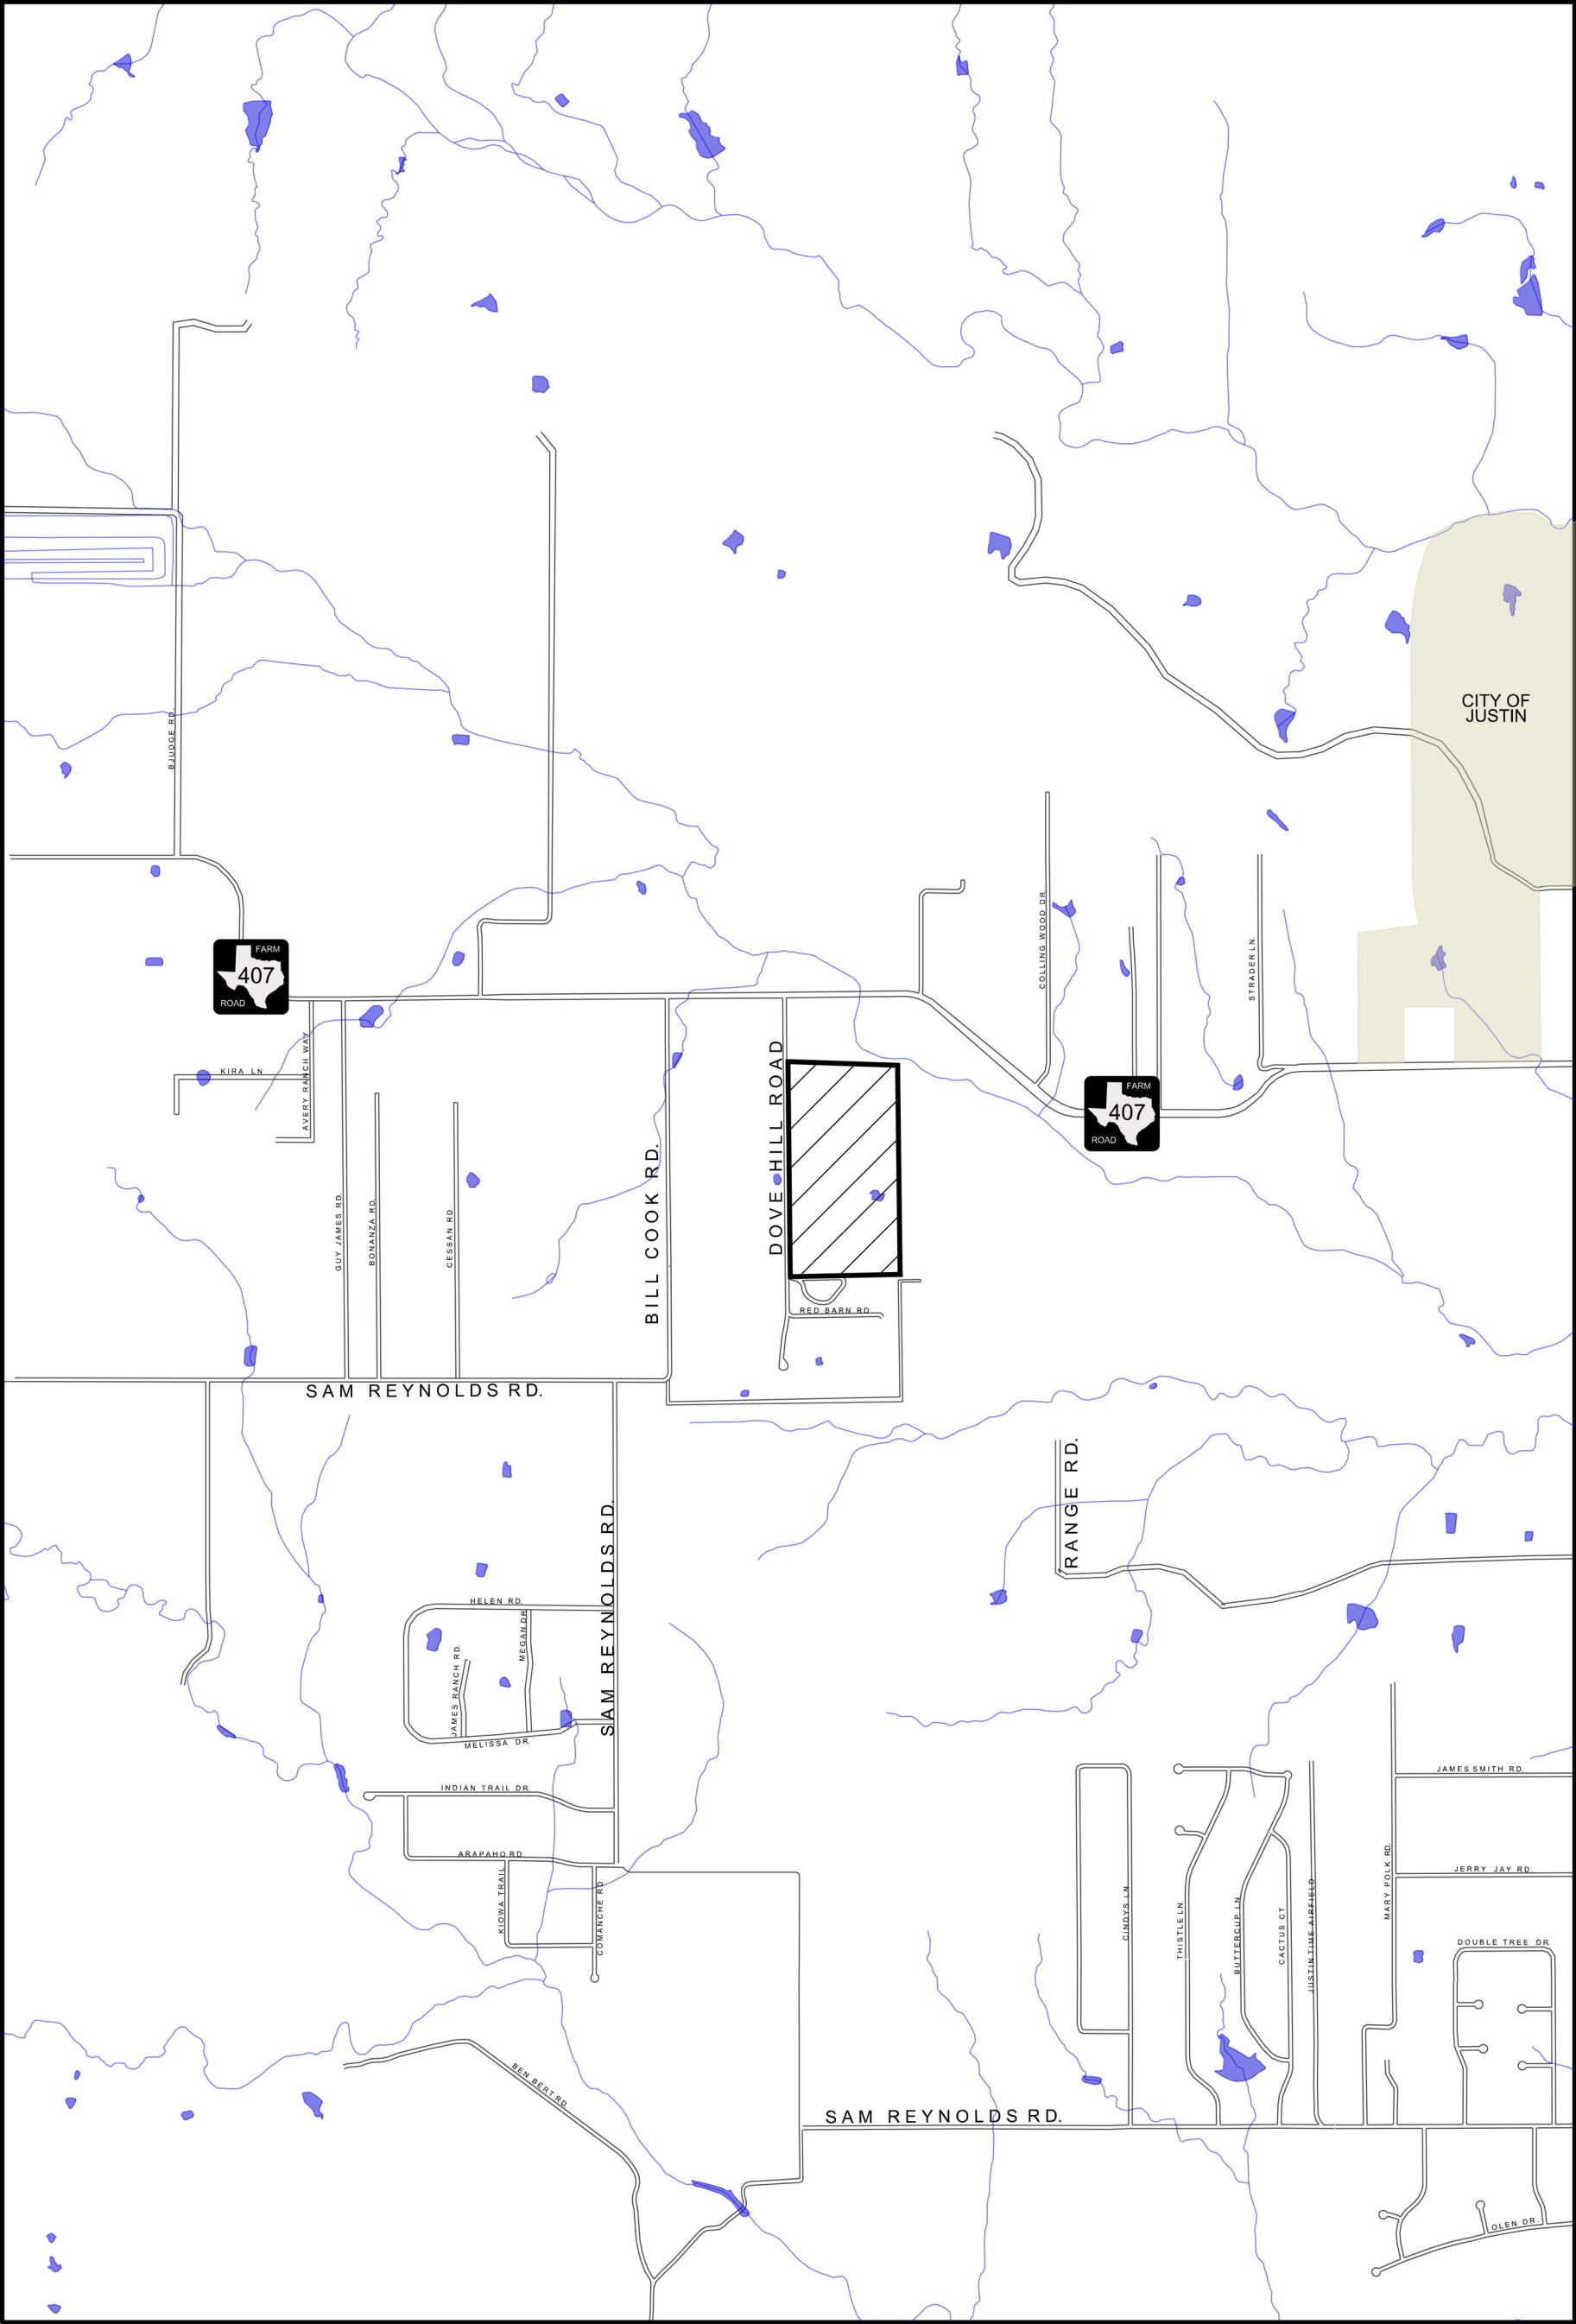 CITY OF
JUSTIN
BJUDGE RD.
FARM
407
ROAD
COLLING WOOD DR.
STRADER LN.
KIRA LN
AVERY RANCH WAY
DOVE HILL ROAD
FARM
407
ROAD
BILL COOK RD.
GUY JAMES RD.
BONANZA RD.
CESSAN RD.
RED BARN RD
SAM REYNOLDS RD.
RANGE RD.
SAM REYNOLDS RD.
HELEN RD.
MEGAN DR.
JAMES RANCH RD.
MELISSA DR.
INDIAN TRAIL DR.
JAMES SMITH RD.
ARAPAHO RD.
KIOWA TRAIL
COMANCHE RD
CINDYS LN
THISTLE LN
BUTTERCUP LN
CACTUS CT
JUSTIN TIME AIRFIELD
MARY POLK RD.
JERRY JAY RD.
DOUBLE TREE DR.
BEN BERT RD.
SAM REYNOLDS RD.
OLEN DR.